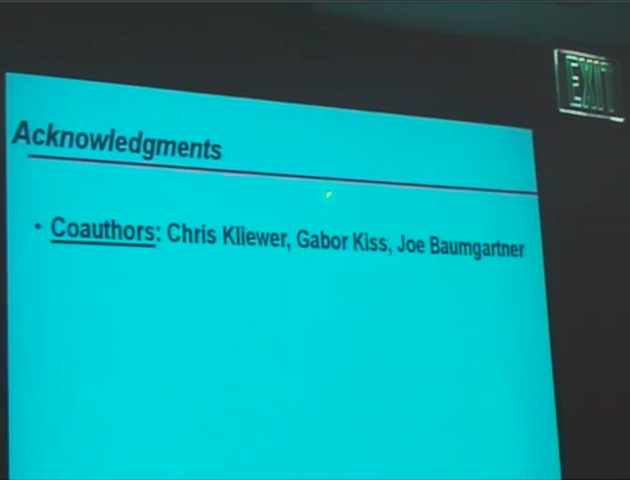 EXIT
Acknowledgments
• Coauthors: Chris Kliewer, Gabor Kiss, Joe Baumgartner